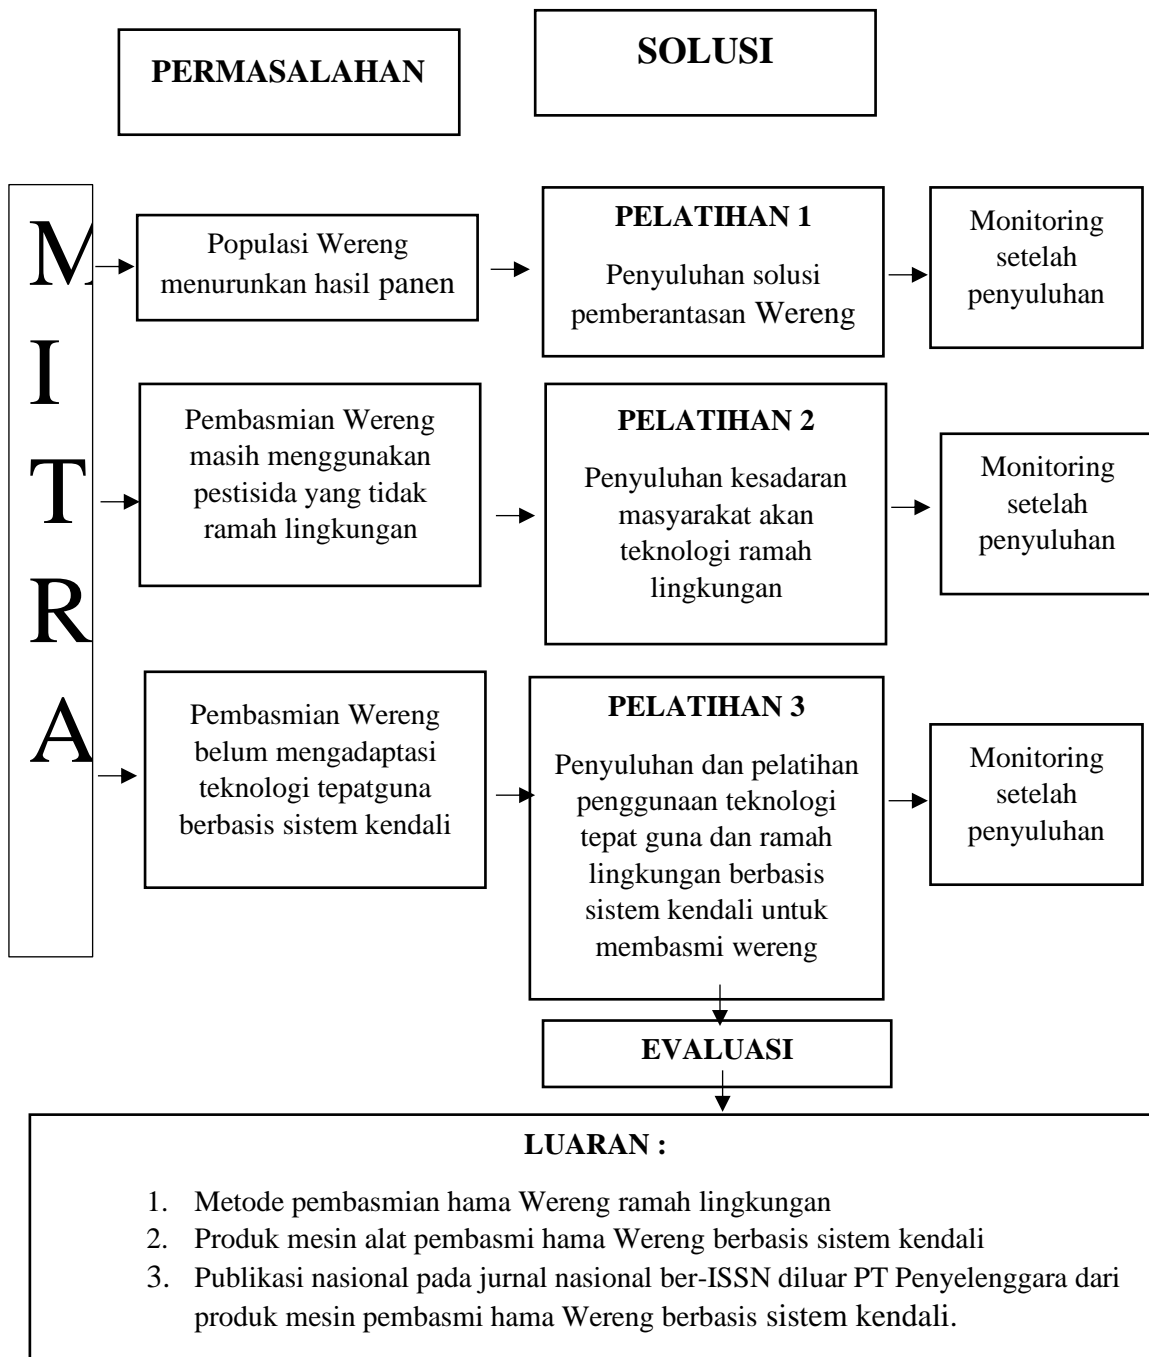 PERMASALAHAN
SOLUSI
M
I
T
R
A
Populasi Wereng
menurunkan hasil panen
PELATIHAN 1
Penyuluhan solusi
pemberantasan Wereng
Monitoring
setelah
penyuluhan
Pembasmian Wereng
masih menggunakan
pestisida yang tidak
ramah lingkungan
PELATIHAN 2
Penyuluhan kesadaran
masyarakat akan
teknologi ramah
lingkungan
Monitoring
setelah
penyuluhan
Pembasmian Wereng
belum mengadaptasi
teknologi tepatguna
berbasis sistem kendali
PELATIHAN 3
Penyuluhan dan pelatihan
penggunaan teknologi
tepat guna dan ramah
lingkungan berbasis
sistem kendali untuk
membasmi wereng
Monitoring
setelah
penyuluhan
EVALUASI
LUARAN :
1. Metode pembasmian hama Wereng ramah lingkungan
2. Produk mesin alat pembasmi hama Wereng berbasis sistem kendali
3. Publikasi nasional pada jurnal nasional ber-ISSN diluar PT Penyelenggara dari
produk mesin pembasmi hama Wereng berbasis sistem kendali.